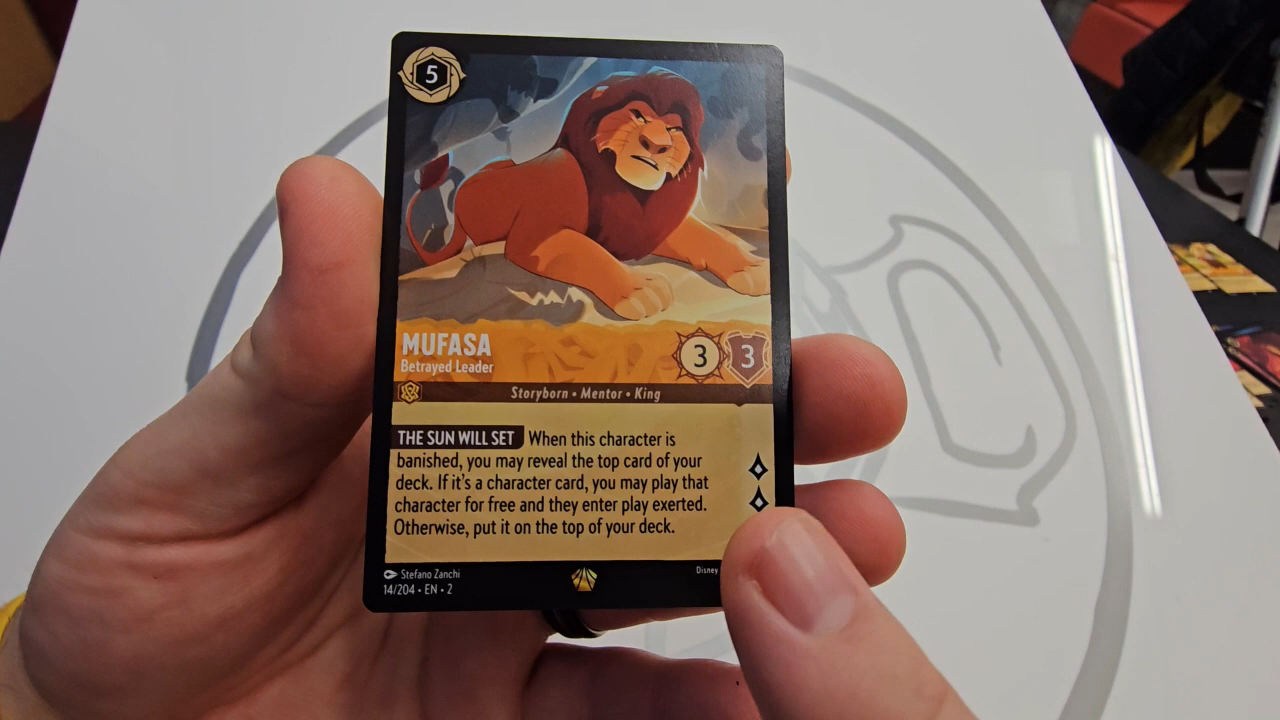 5
MUFASA
Betrayed Leader
3 3
Storyborn • Mentor • King
THE SUN WILL SET When this character is
banished, you may reveal the top card of your
deck. If it's a character card, you may play that
character for free and they enter play exerted.
Otherwise, put it on the top of your deck.
Stefano Zanchi
Disney
14/204 • EN • 2